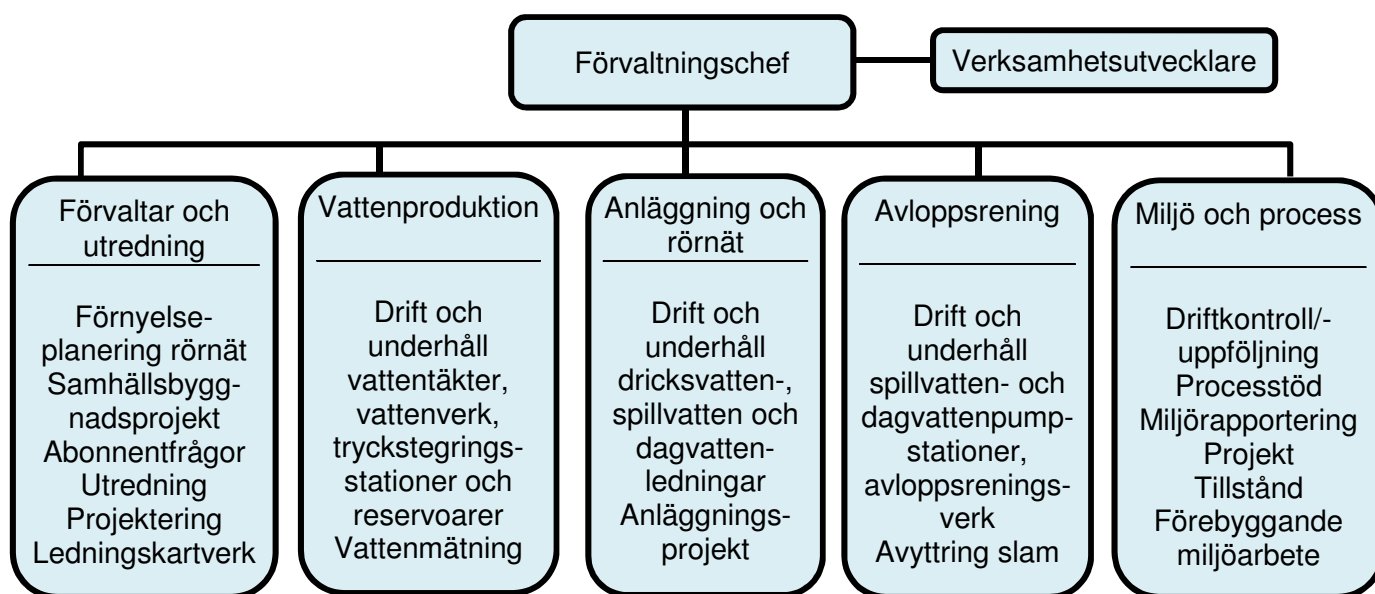 Förvaltningschef
Verksamhetsutvecklare
Förvaltar och
utredning
Förnyelse-
planering rörnät
Samhällsbygg-
nadsprojekt
Abonnentfrågor
Utredning
Projektering
Ledningskartverk
Vattenproduktion
Drift och
underhåll
vattentäkter,
vattenverk,
tryckstegrings-
stationer och
reservoarer
Vattenmätning
Anläggning och
rörnät
Drift och
underhåll
dricksvatten-,
spillvatten och
dagvatten-
ledningar
Anläggnings-
projekt
Avloppsrening
Drift och
underhåll
spillvatten- och
dagvattenpump-
stationer,
avloppsrenings-
verk
Avyttring slam
Miljö och process
Driftkontroll/-
uppföljning
Processtöd
Miljörapportering
Projekt
Tillstånd
Förebyggande
miljöarbete